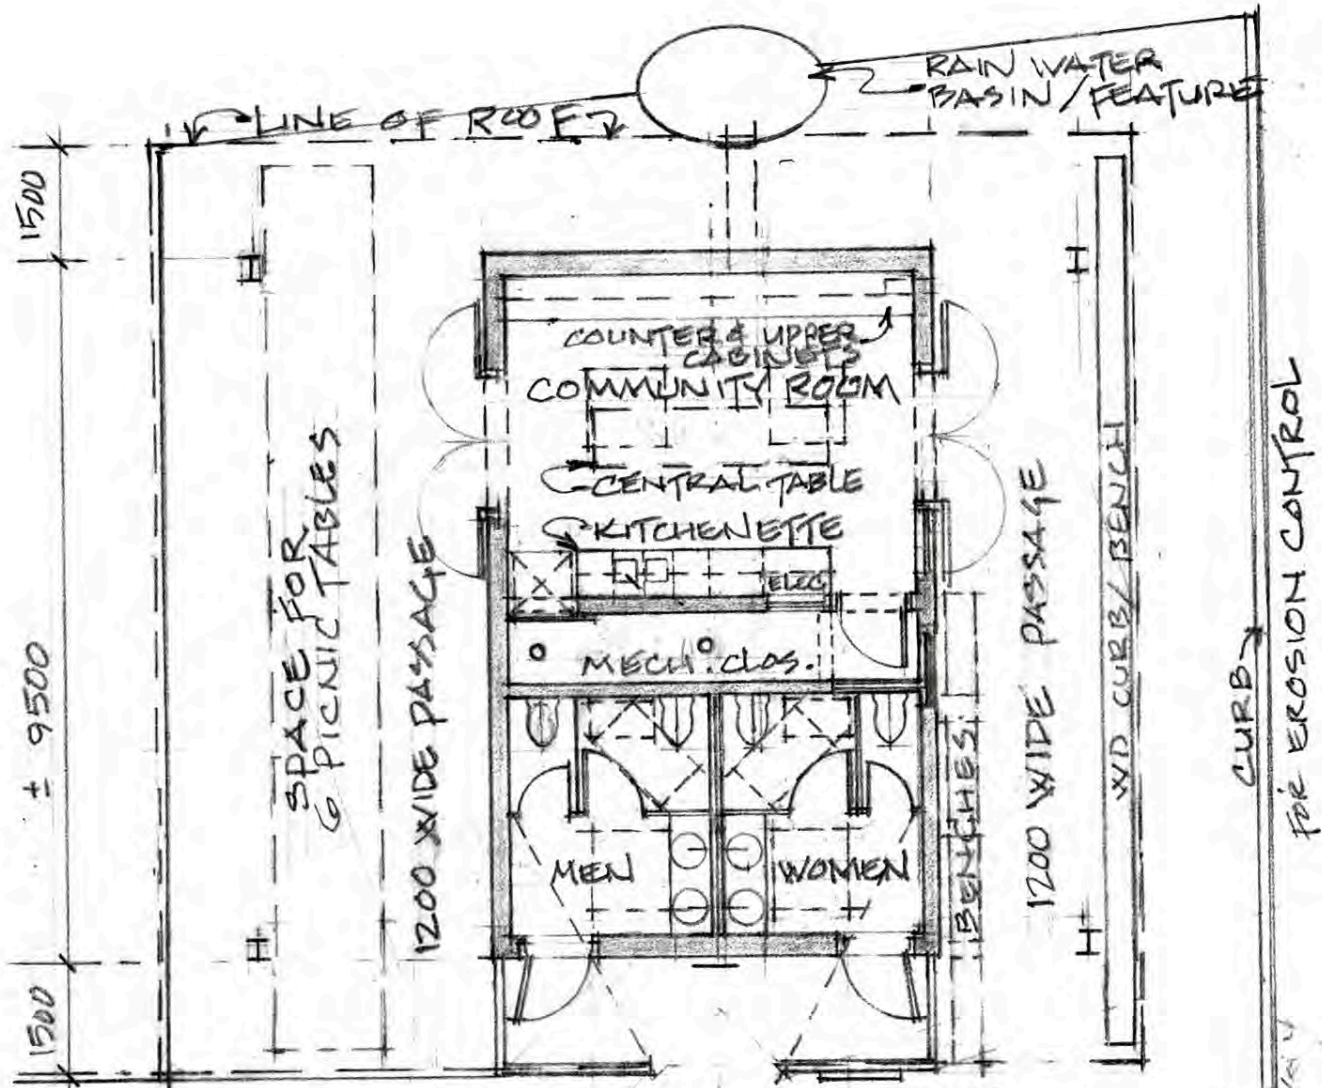 RAIN WATER
BASIN/FEATURE
LINE OF ROOF
1500
COUNTER & UPPER
CABINETS
COMMUNITY ROOM
CENTRAL TABLE
KITCHENETTE
ELEC
MECH. CLOS.
MEN
WOMEN
SPACE FOR
6 PICNIC TABLES
1200 WIDE PASSAGE
BENCHES
1200 WIDE PASSAGE
WD CURB/BENCH
CURB
FOR EROSION CONTROL
± 9500
1500